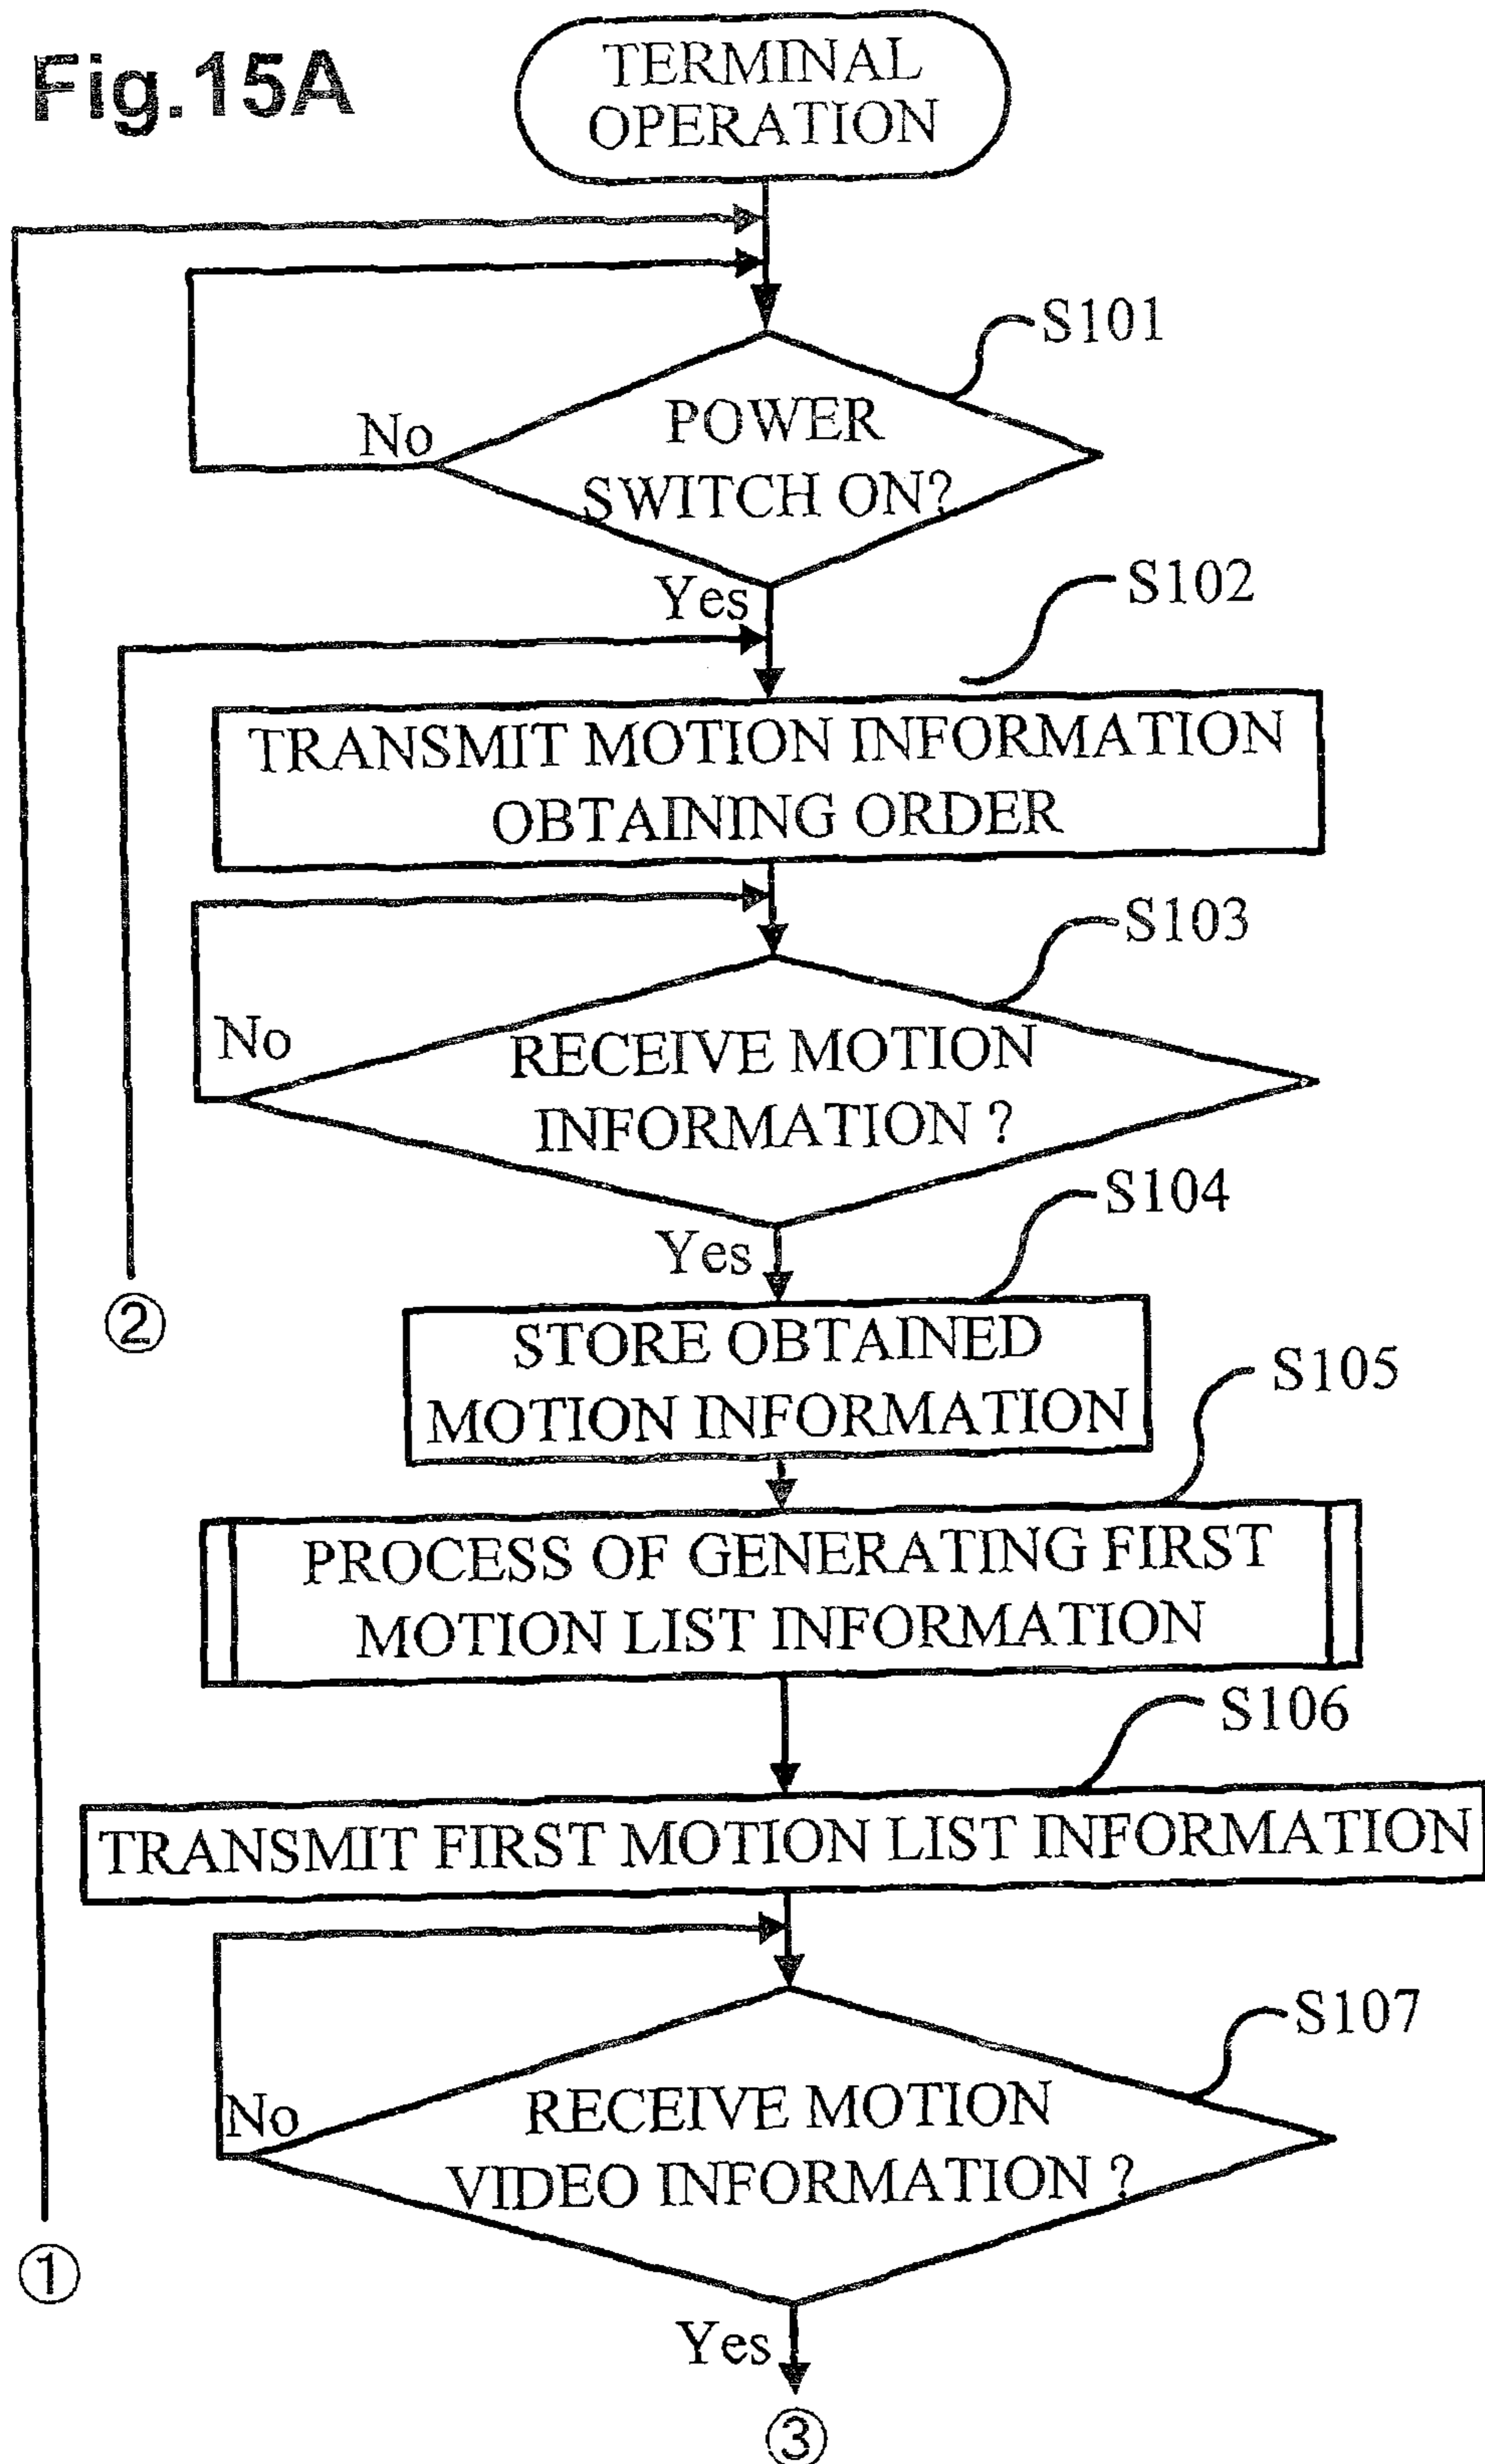 Fig.15A
TERMINAL
OPERATION
S101
No
POWER
SWITCH ON?
Yes
S102
TRANSMIT MOTION INFORMATION
OBTAINING ORDER
S103
No
RECEIVE MOTION
INFORMATION ?
S104
Yes
②
STORE OBTAINED
MOTION INFORMATION
S105
PROCESS OF GENERATING FIRST
MOTION LIST INFORMATION
S106
TRANSMIT FIRST MOTION LIST INFORMATION
S107
No
RECEIVE MOTION
VIDEO INFORMATION ?
①
Yes
③